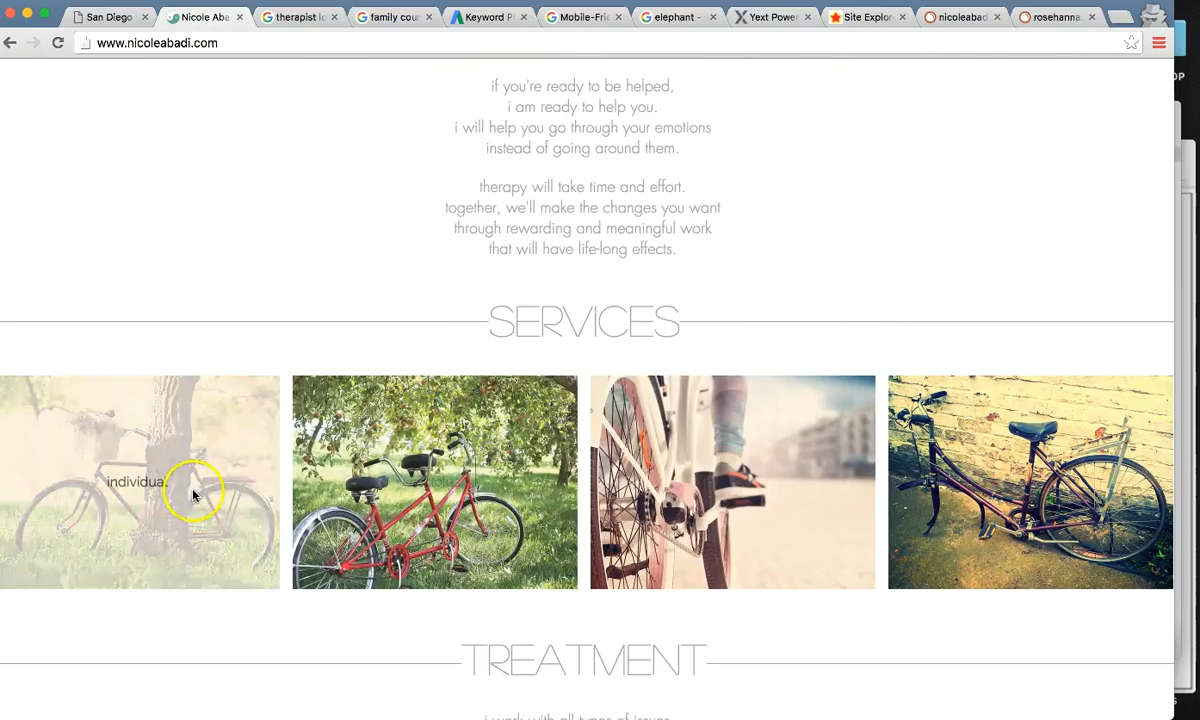 San Diego
Nicole Aba
therapist lo
family cour
Keyword P
Mobile-Frie
elephant -
Yext Power
Site Explor
nicoleabad
rosehanna.
www.nicoleabadi.com
OP
if you're ready to be helped,
i am ready to help you.
i will help you go through your emotions
instead of going around them.
therapy will take time and effort.
together, we'll make the changes you want
through rewarding and meaningful work
that will have life-long effects.
SERVICES
individual
TREATMENT
i work with all types of issues